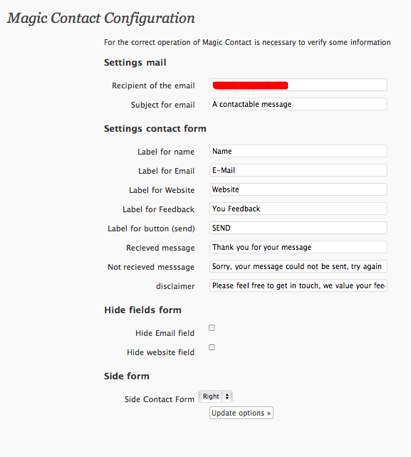 Magic Contact Configuration
For the correct operation of Magic Contact is necessary to verify some information
Settings mail
Recipient of the email
Subject for email A contactable message
Settings contact form
Label for name Name
Label for Email E-Mail
Label for Website Website
Label for Feedback You Feedback
Label for button (send) SEND
Recieved message Thank you for your message
Not recieved messsage Sorry, your message could not be sent, try again
disclaimer Please feel free to get in touch, we value your fee
Hide fields form
Hide Email field
Hide website field
Side form
Side Contact Form Right
Update options »